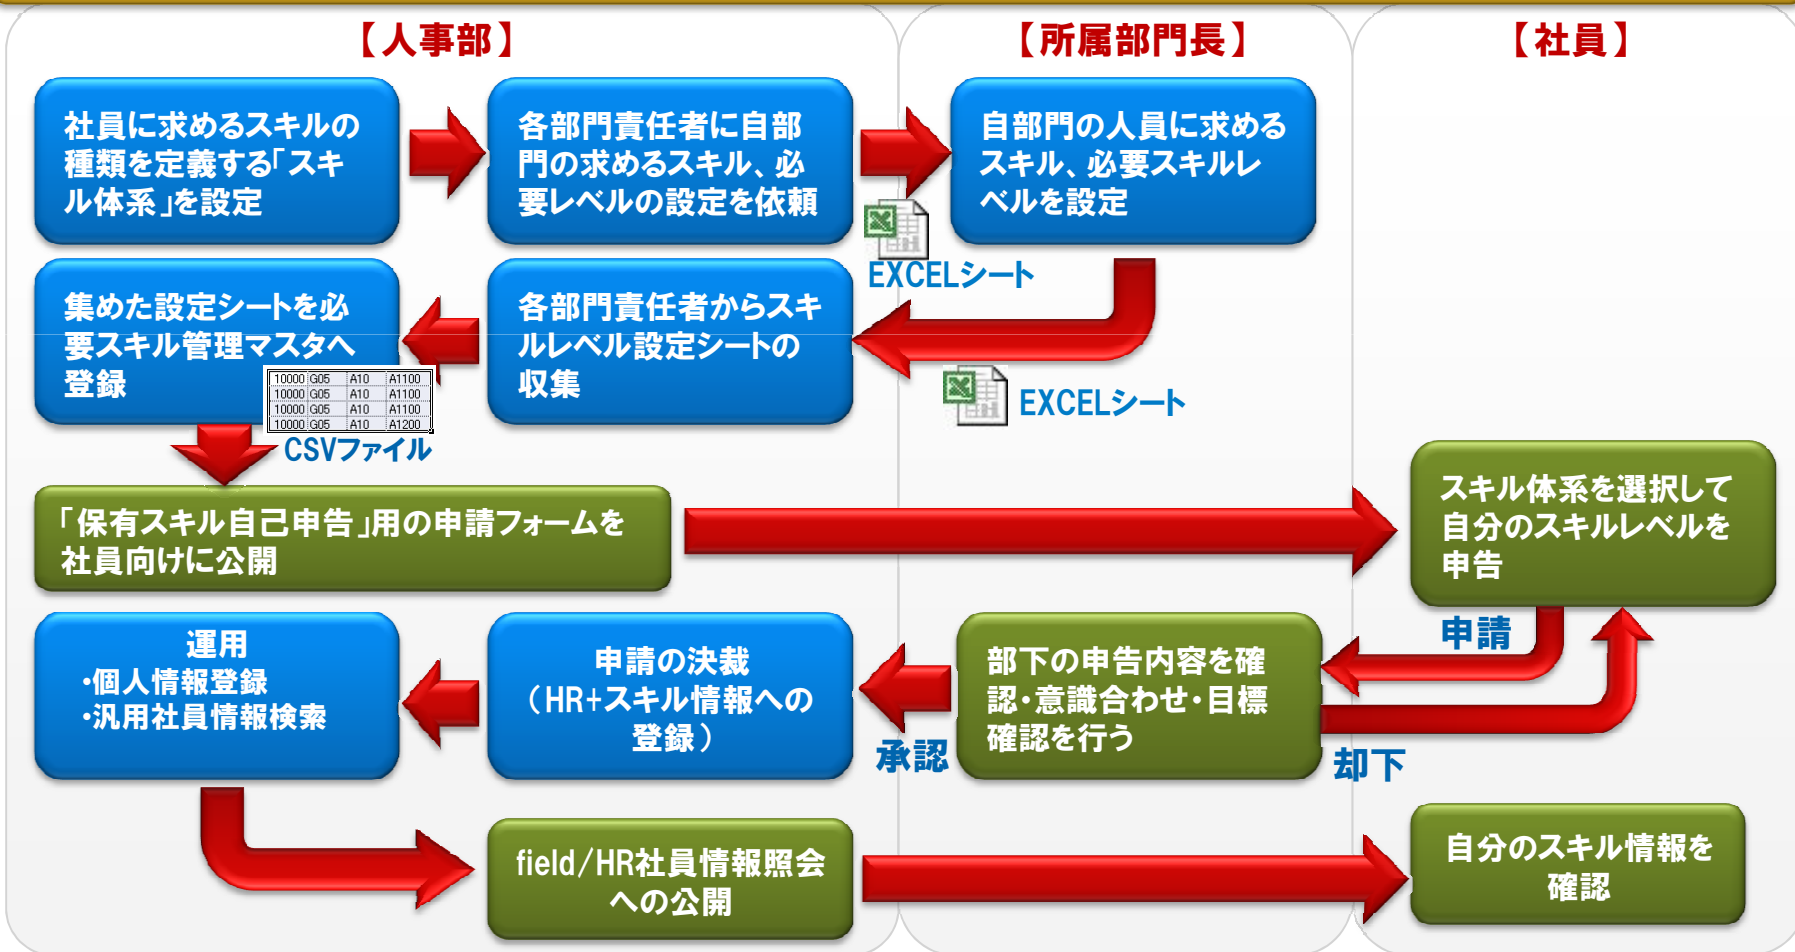 【人事部】
【所属部門長】
【社員】
社員に求めるスキルの
種類を定義する「スキ
ル体系」を設定
各部門責任者に自部
門の求めるスキル、必
要レベルの設定を依頼
自部門の人員に求める
スキル、必要スキルレ
ベルを設定
EXCELシート
集めた設定シートを必
要スキル管理マスタへ
登録
各部門責任者からスキ
ルレベル設定シートの
収集
EXCELシート
10000 G05 A10 A1100
10000 G05 A10 A1100
10000 G05 A10 A1100
10000 G05 A10 A1200
CSVファイル
「保有スキル自己申告」用の申請フォームを
社員向けに公開
スキル体系を選択して
自分のスキルレベルを
申告
申請
運用
・個人情報登録
・汎用社員情報検索
申請の決裁
（HR+スキル情報への
登録）
承認
部下の申告内容を確
認・意識合わせ・目標
確認を行う
却下
field/HR社員情報照会
への公開
自分のスキル情報を
確認